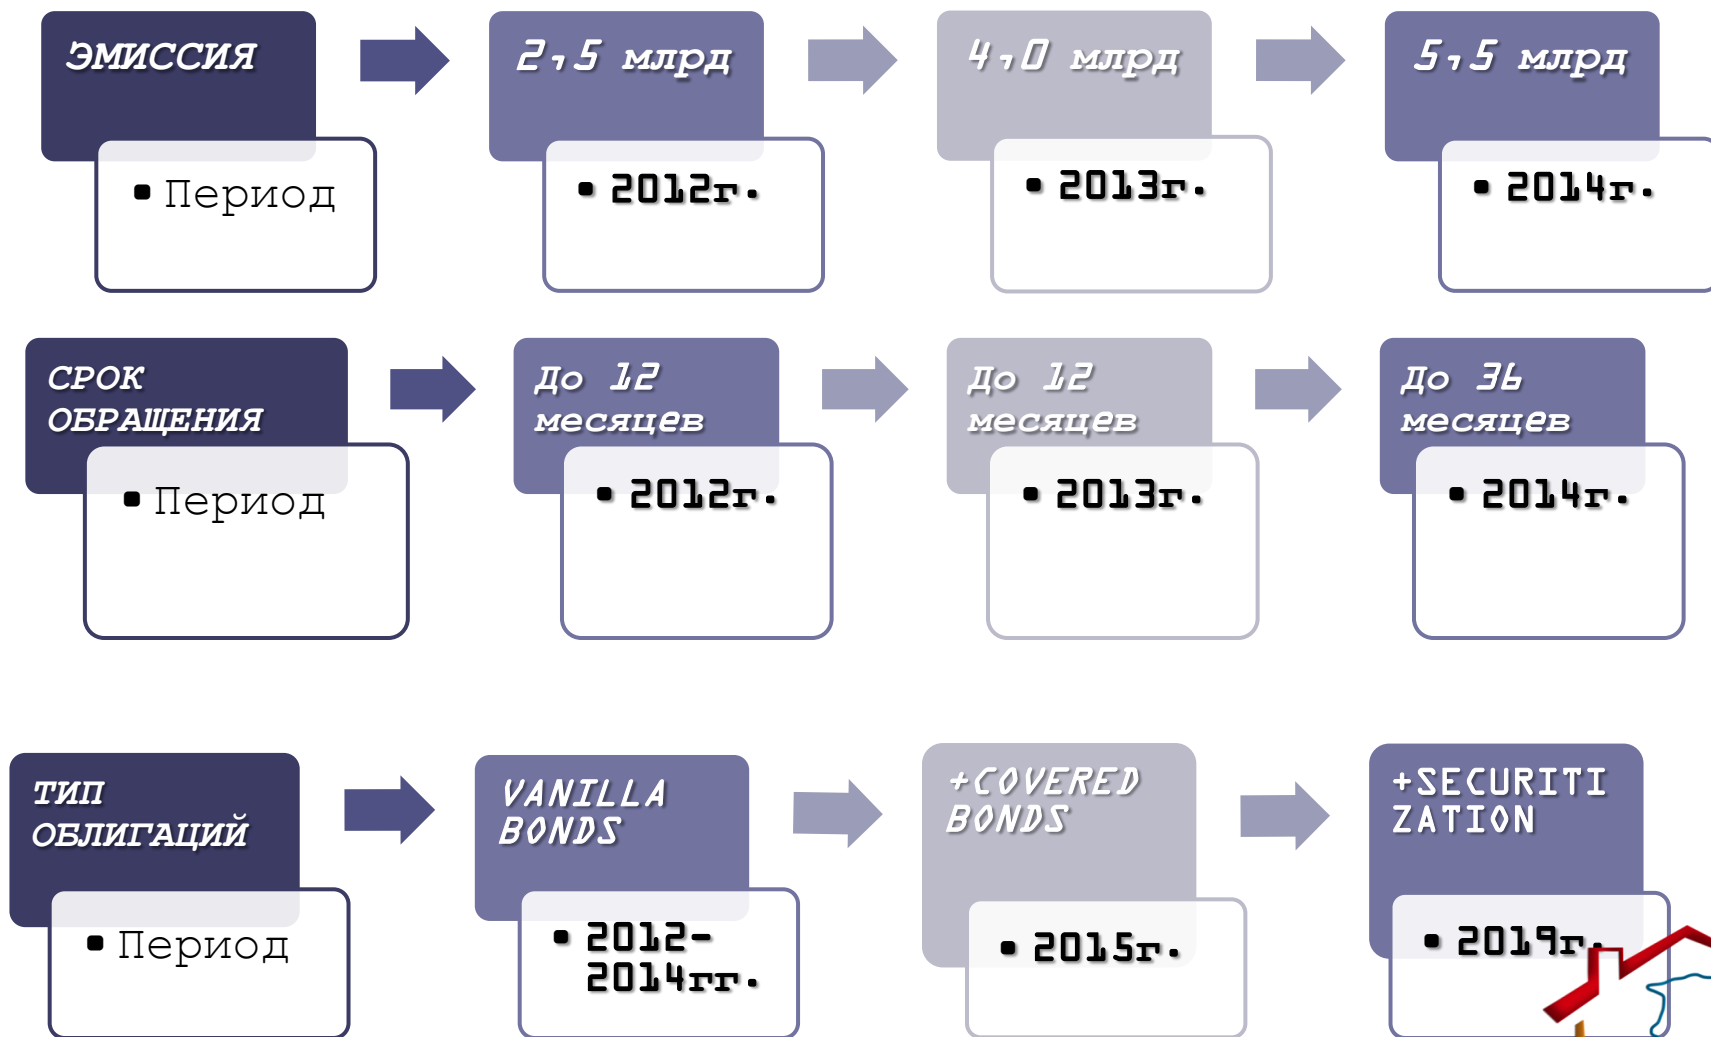 ЭМИССИЯ
2,5 млрд
4,0 млрд
5,5 млрд
▪ Период
▪ 2012г.
▪ 2013г.
▪ 2014г.
СРОК
ОБРАЩЕНИЯ
До 12
месяцев
До 12
месяцев
До 36
месяцев
▪ Период
▪ 2012г.
▪ 2013г.
▪ 2014г.
ТИП
ОБЛИГАЦИЙ
VANILLA
BONDS
+COVERED
BONDS
+SECURITI
ZATION
▪ Период
▪ 2012-
2014гг.
▪ 2015г.
▪ 2019г.